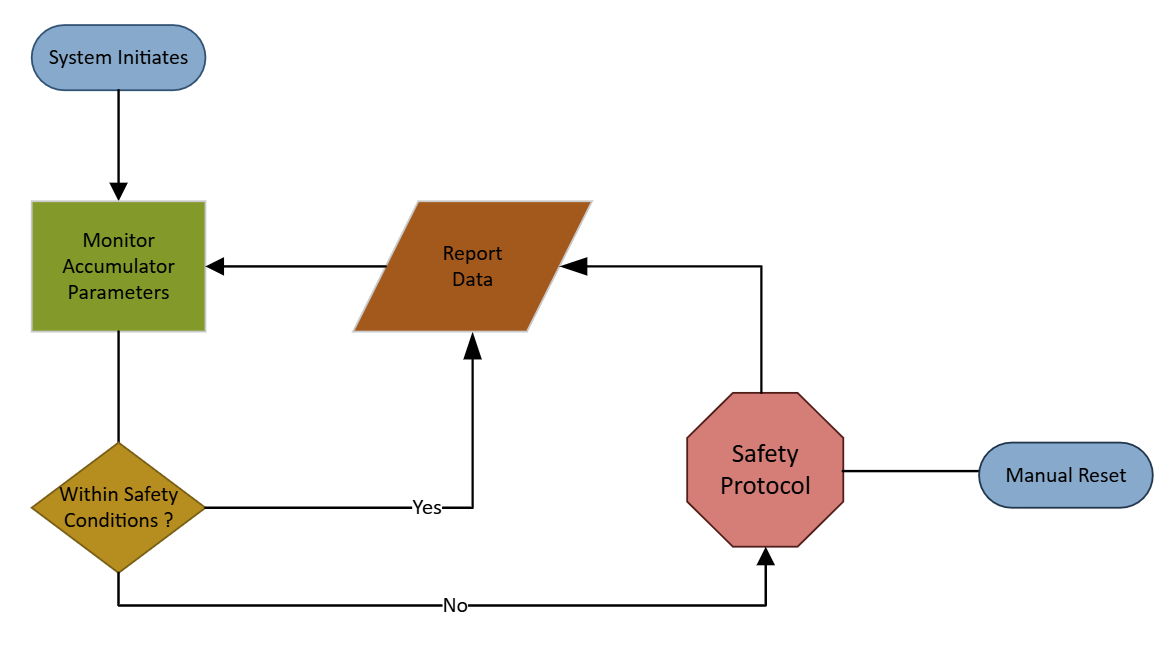 System Initiates
Monitor
Accumulator
Parameters
Report
Data
Within Safety
Conditions ?
Yes
No
Safety
Protocol
Manual Reset